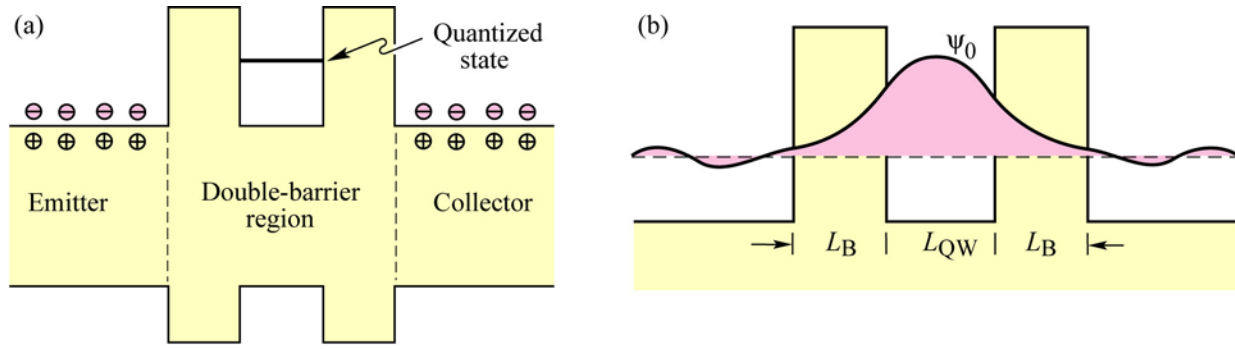 (a)
Quantized
state
Emitter
Double-barrier
region
Collector
(b)
Ψ0
LB
LQW
LB